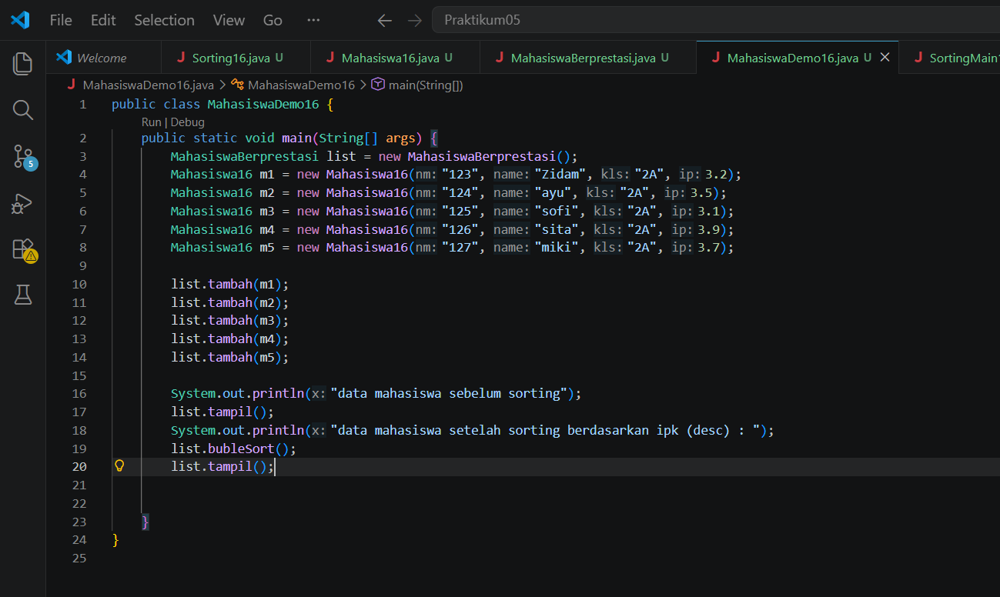 File Edit Selection View Go ··· ← → Praktikum05
Welcome J Sorting16.java U J Mahasiswa16.java U J MahasiswaBerprestasi.java U J MahasiswaDemo16.java U × J SortingMain1
J MahasiswaDemo16.java > MahasiswaDemo16 > main(String[])
1 public class MahasiswaDemo16 {
Run | Debug
2 public static void main(String[] args) {
3 MahasiswaBerprestasi list = new MahasiswaBerprestasi();
4 Mahasiswa16 m1 = new Mahasiswa16(nm: "123", name: "Zidam", kls: "2A", ip: 3.2);
5 Mahasiswa16 m2 = new Mahasiswa16(nm: "124", name: "ayu", kls: "2A", ip: 3.5);
5
6 Mahasiswa16 m3 = new Mahasiswa16(nm: "125", name: "sofi", kls: "2A", ip: 3.1);
7 Mahasiswa16 m4 = new Mahasiswa16(nm: "126", name: "sita", kls: "2A", ip: 3.9);
8 Mahasiswa16 m5 = new Mahasiswa16(nm: "127", name: "miki", kls: "2A", ip: 3.7);
9
10 list.tambah(m1);
11 list.tambah(m2);
12 list.tambah(m3);
13 list.tambah(m4);
14 list.tambah(m5);
15
16 System.out.println(x: "data mahasiswa sebelum sorting");
17 list.tampil();
18 System.out.println(x: "data mahasiswa setelah sorting berdasarkan ipk (desc) : ");
19 list.bubleSort();
20 list.tampil();
21
22
23 }
24 }
25